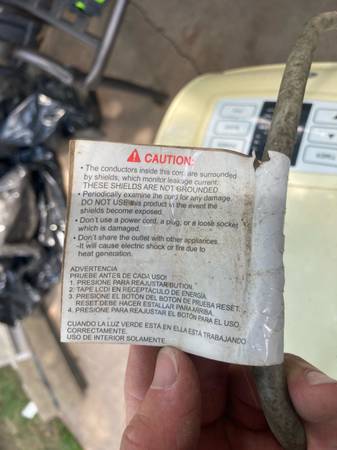 CAUTION:
• The conductors inside this cord are surrounded
by shields, which monitor leakage current.
THESE SHIELDS ARE NOT GROUNDED.
• Periodically examine the cord for any damage.
DO NOT USE this product in the event the
shields become exposed.
• Don't use a power cord, a plug, or a loose socket
which is damaged.
• Don't share the outlet with other appliances.
-It will cause electric shock or fire due to
heat generation.
ADVERTENCIA
PRUEBE ANTES DE CADA USO!
1. PRESIONE PARA REAJUSTARBUTION.
2. TAPE LCDI EN RECEPTÁCULO DE ENERGÍA.
3. PRESIONE EL BOTÓN DEL BOTÓN DE PRUEBA RESET,
RESET DEBE HACER ESTALLAR PARA ARRIBA.
4. PRESIONE PARA REAJUSTAR EL BOTÓN PARA EL USO.
CUANDO LA LUZ VERDE ESTÁ EN ELLA ESTÁ TRABAJANDO
CORRECTAMENTE.
USO DE INTERIOR SOLAMENTE